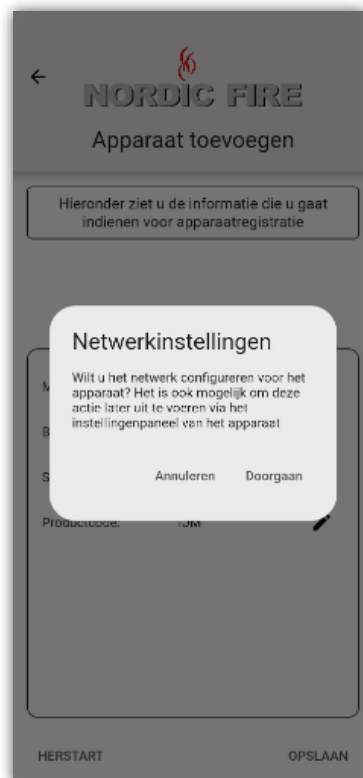 NORDIC FIRE
Apparaat toevoegen
Hieronder ziet u de informatie die u gaat
indienen voor apparaatregistratie
Netwerkinstellingen
Wilt u het netwerk configureren voor het
apparaat? Het is ook mogelijk om deze
actie later uit te voeren via het
instellingenpaneel van het apparaat
Annuleren Doorgaan
Productcode:
HERSTART OPSLAAN